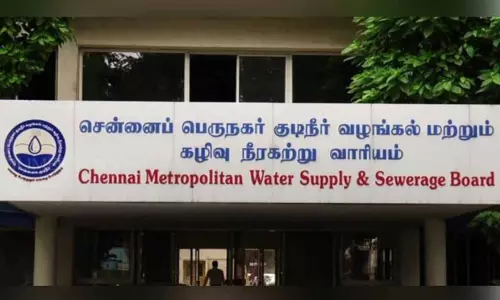 சென்னைப் பெருநகர் குடிநீர் வழங்கல் மற்றும்
கழிவு நீரகற்று வாரியம்
Chennai Metropolitan Water Supply & Sewerage Board